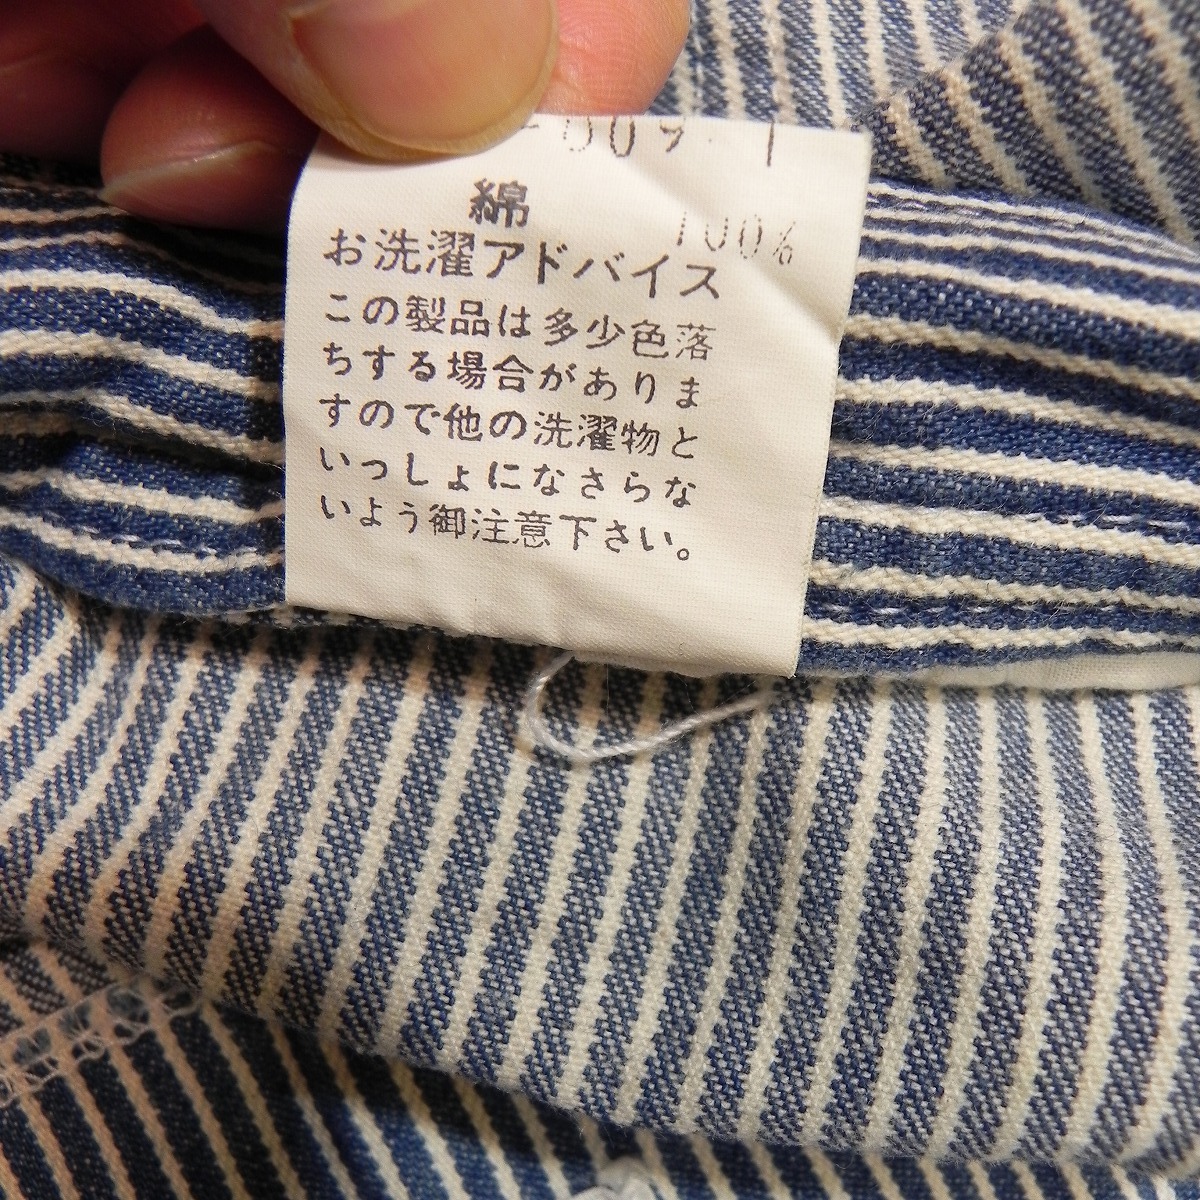 -009-1
綿 100%
お洗濯アドバイス
この製品は多少色落
ちする場合がありま
すので他の洗濯物と
いっしょになさらな
いよう御注意下さい。